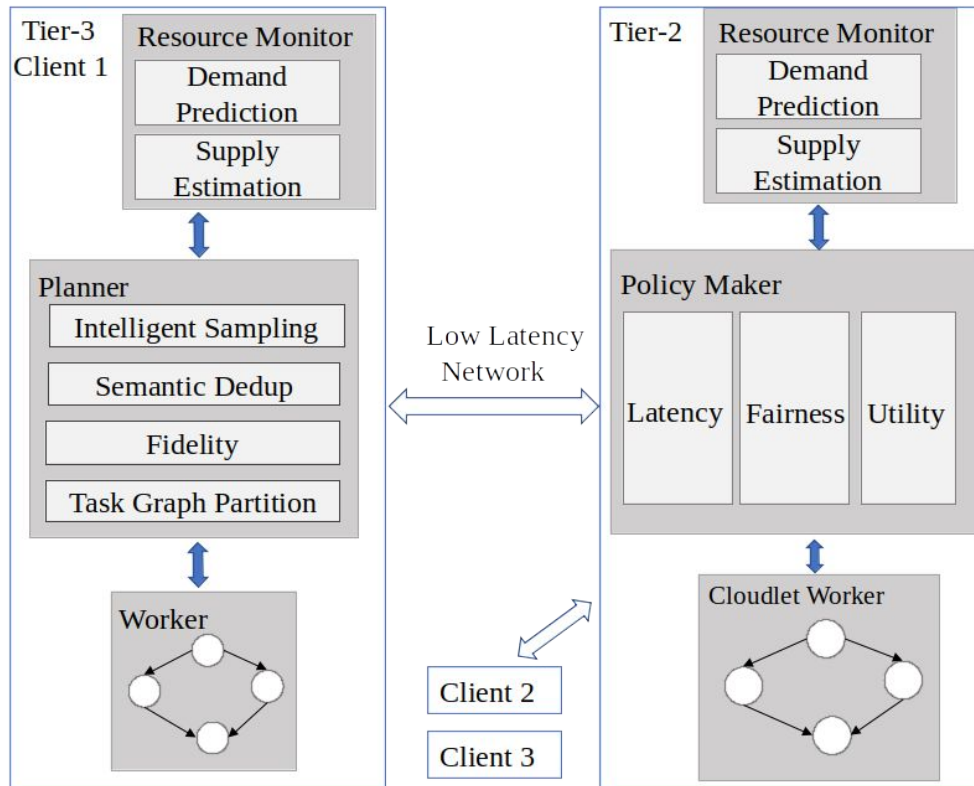 Tier-3
Client 1
Resource Monitor
Demand
Prediction
Supply
Estimation
Planner
Intelligent Sampling
Semantic Dedup
Fidelity
Task Graph Partition
Worker
Low Latency
Network
Client 2
Client 3
Tier-2
Resource Monitor
Demand
Prediction
Supply
Estimation
Policy Maker
Latency
Fairness
Utility
Cloudlet Worker